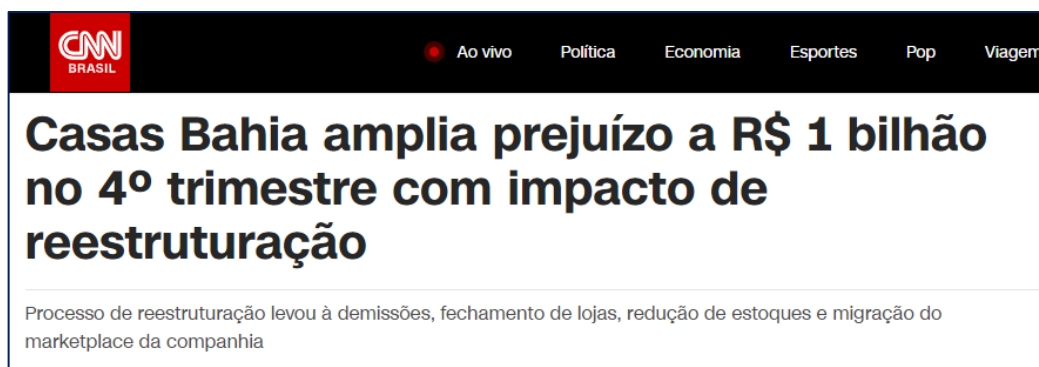 CNN
BRASIL
Ao vivo Política Economia Esportes Pop Viagem
Casas Bahia amplia prejuízo a R$ 1 bilhão
no 4º trimestre com impacto de
reestruturação
Processo de reestruturação levou à demissões, fechamento de lojas, redução de estoques e migração do
marketplace da companhia